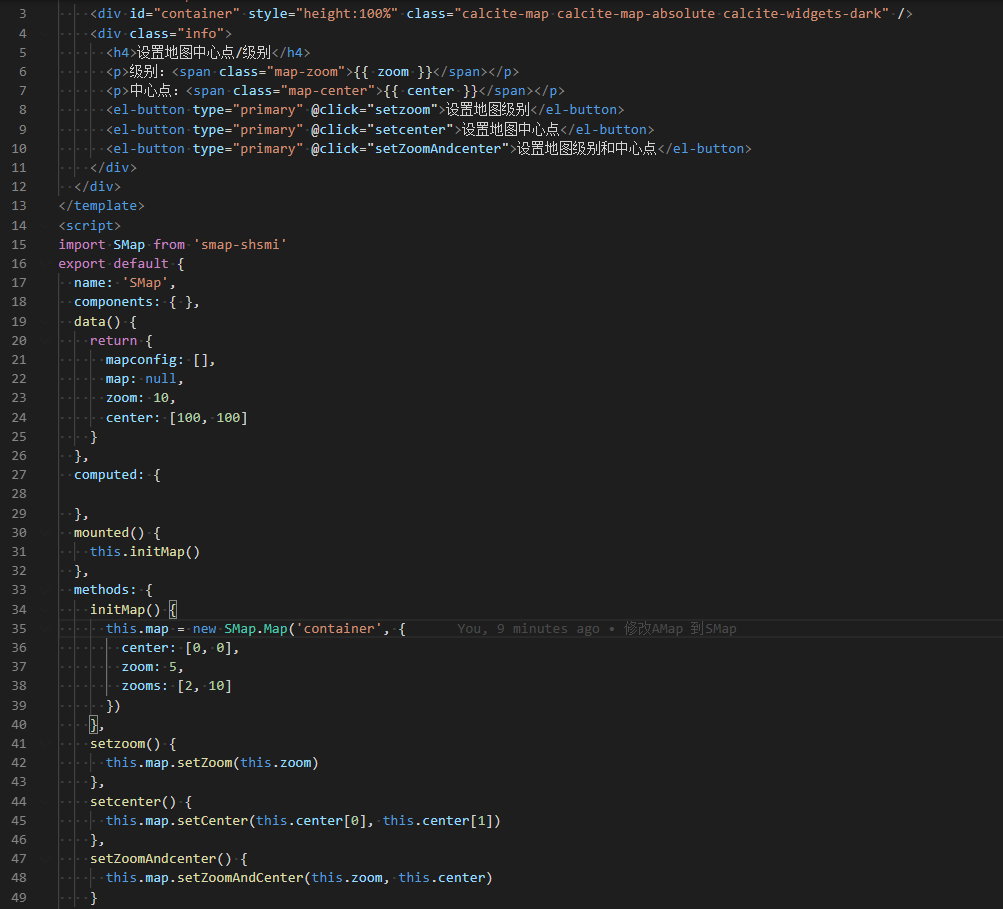 3 <div id="container" style="height:100%" class="calcite-map calcite-map-absolute calcite-widgets-dark" />
4 <div class="info">
5 <h4>设置地图中心点/级别</h4>
6 <p>级别：<span class="map-zoom">{{ zoom }}</span></p>
7 <p>中心点：<span class="map-center">{{ center }}</span></p>
8 <el-button type="primary" @click="setzoom">设置地图级别</el-button>
9 <el-button type="primary" @click="setcenter">设置地图中心点</el-button>
10 <el-button type="primary" @click="setZoomAndcenter">设置地图级别和中心点</el-button>
11 </div>
12 </div>
13 </template>
14 <script>
15 import SMap from 'smap-shsmi'
16 export default {
17 name: 'SMap',
18 components: { },
19 data() {
20 return {
21 mapconfig: [],
22 map: null,
23 zoom: 10,
24 center: [100, 100]
25 }
26 },
27 computed: {
28
29 },
30 mounted() {
31 this.initMap()
32 },
33 methods: {
34 initMap() {
35 this.map = new SMap.Map('container', { You, 9 minutes ago • 修改AMap 到SMap
36 center: [0, 0],
37 zoom: 5,
38 zooms: [2, 10]
39 })
40 },
41 setzoom() {
42 this.map.setZoom(this.zoom)
43 },
44 setcenter() {
45 this.map.setCenter(this.center[0], this.center[1])
46 },
47 setZoomAndcenter() {
48 this.map.setZoomAndCenter(this.zoom, this.center)
49 }